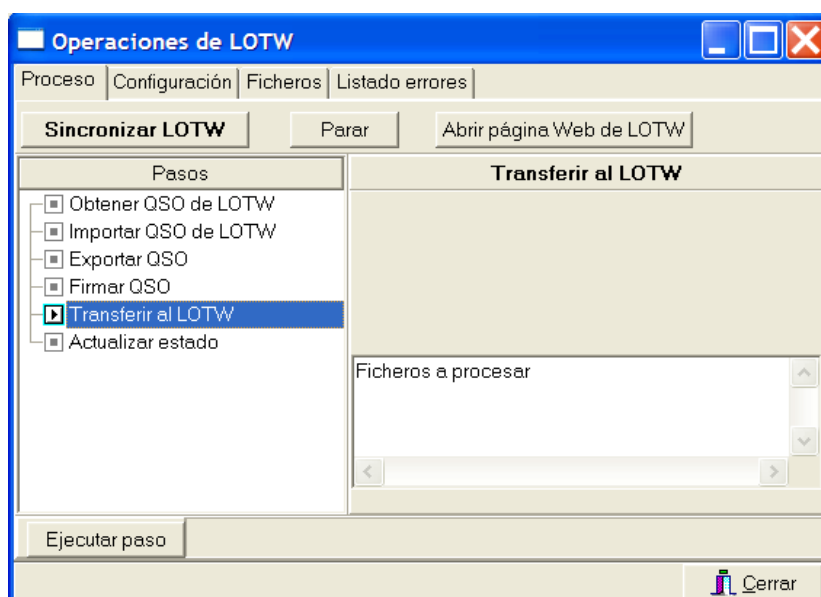 Operaciones de LOTW
Proceso Configuración Ficheros Listado errores
Sincronizar LOTW Parar Abrir página Web de LOTW
Pasos Transferir al LOTW
Obtener QSO de LOTW
Importar QSO de LOTW
Exportar QSO
Firmar QSO
Transferir al LOTW
Actualizar estado
Ficheros a procesar
Ejecutar paso
Cerrar